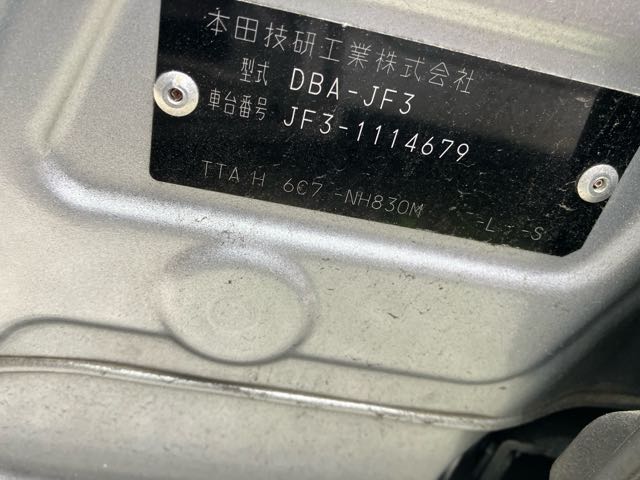 本田技研工業株式会社
型式 DBA-JF3
車台番号 JF3-1114679
TTA H 6C7 -NH830M -L -S